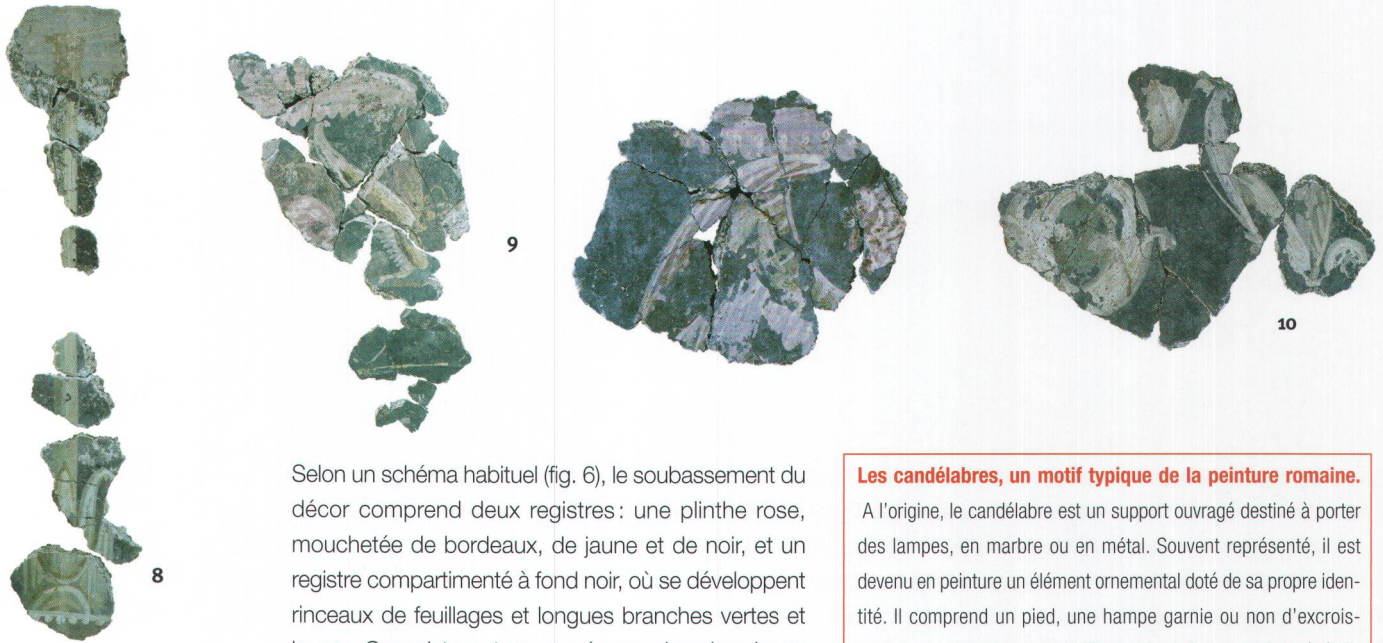 9
10
8
Selon un schéma habituel (fig. 6), le soubassement du
décor comprend deux registres : une plinthe rose,
mouchetée de bordeaux, de jaune et de noir, et un
registre compartimenté à fond noir, où se développent
rinceaux de feuillages et longues branches vertes et
Les candélabres, un motif typique de la peinture romaine.
A l'origine, le candélabre est un support ouvragé destiné à porter
des lampes, en marbre ou en métal. Souvent représenté, il est
devenu en peinture un élément ornemental doté de sa propre iden-
tité. Il comprend un pied, une hampe garnie ou non d'excrois-